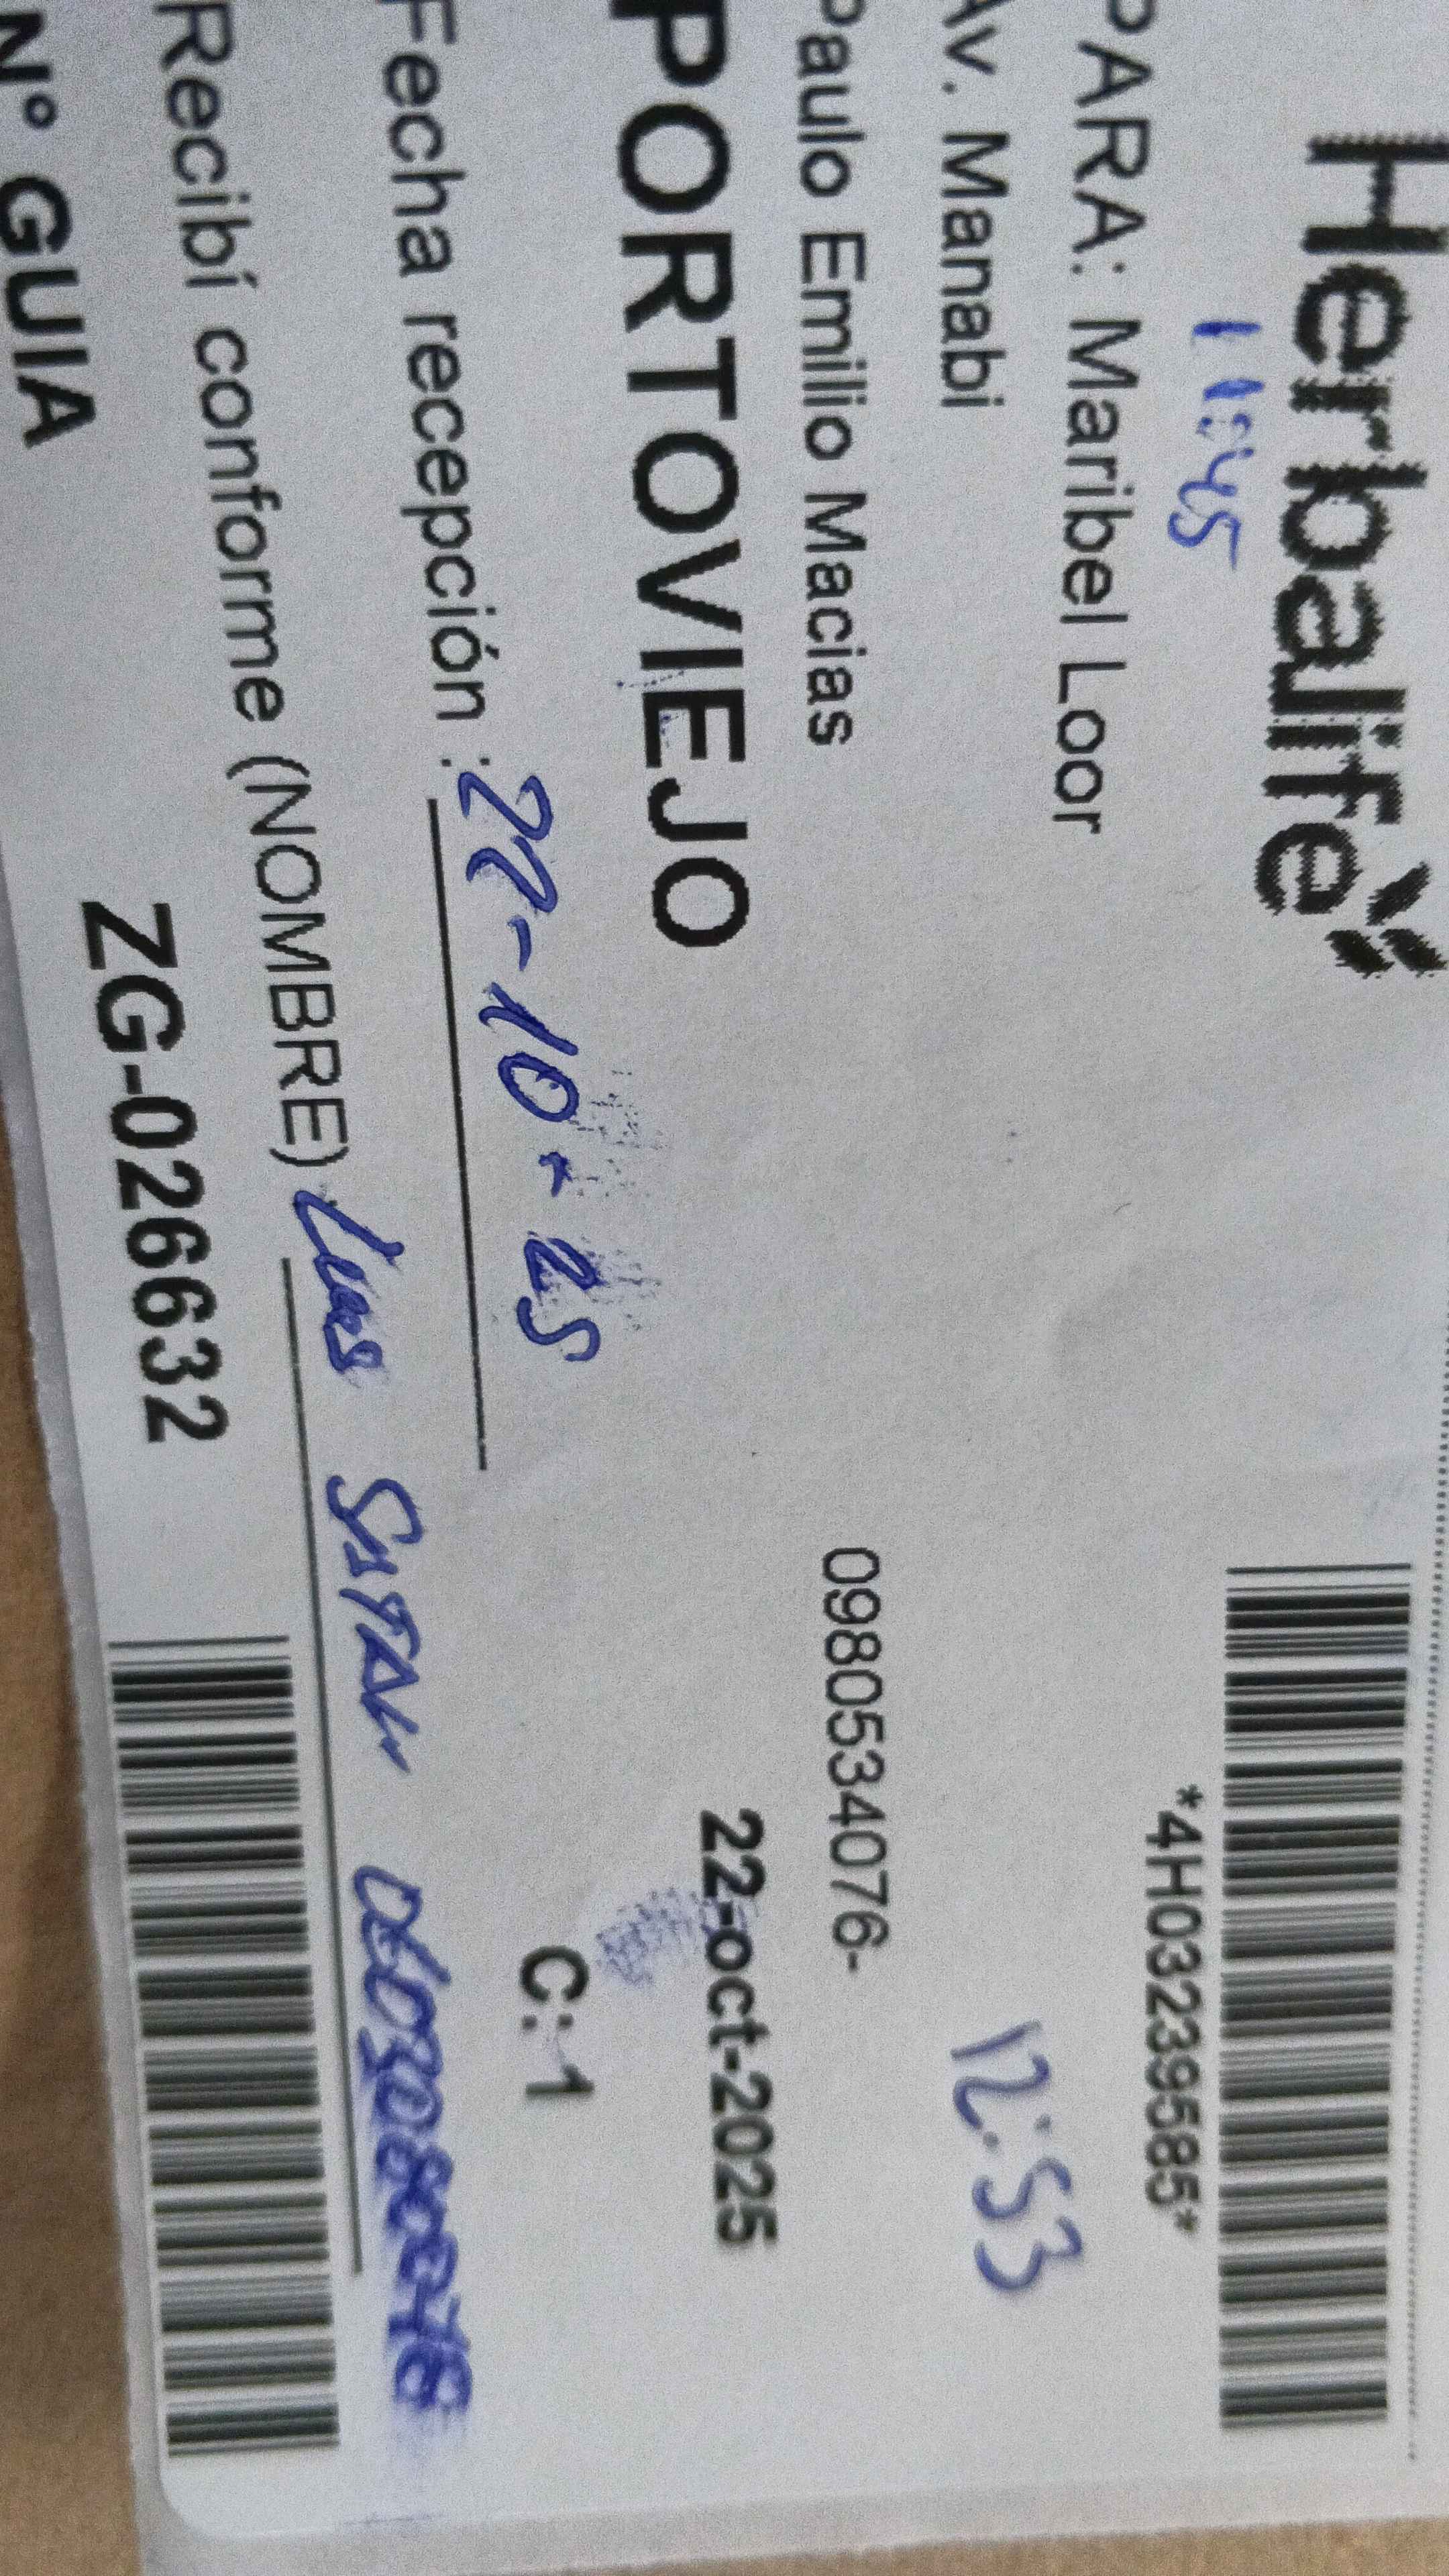 Herbalife
*4H03239585*
11:45
PARA: Maribel Loor
12:53
Av. Manabi
Paulo Emilio Macias
0980534076-
PORTOVIEJO
22-oct-2025
C: 1
Fecha recepción : 22-10-25
Recibí conforme (NOMBRE) Luis
N° GUIA
ZG-026632